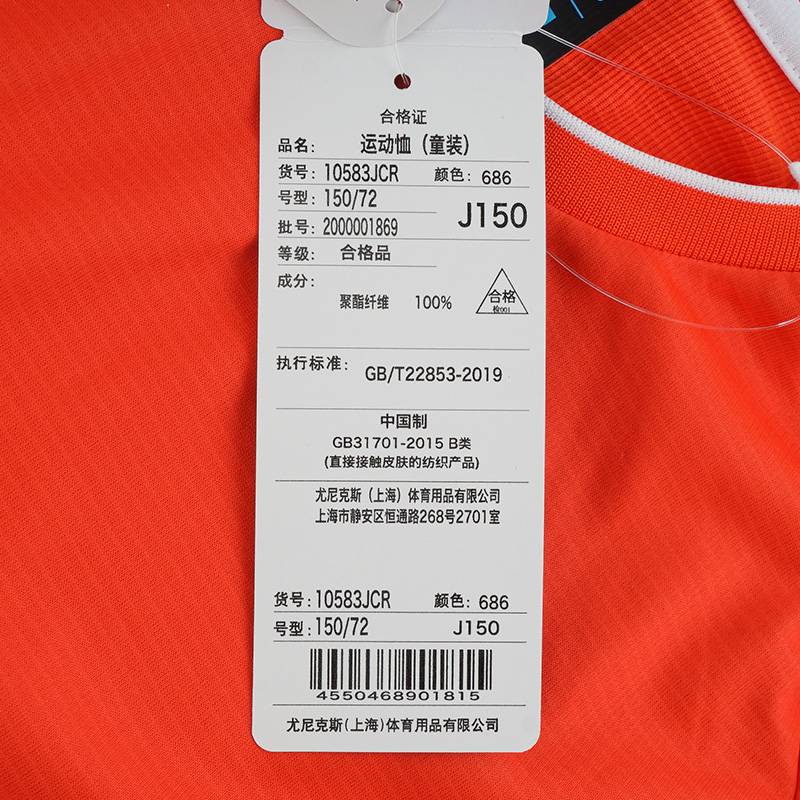 合格证
品名: 运动恤（童装）
货号: 10583JCR 颜色: 686
号型: 150/72
J150
批号: 2000001869
等级: 合格品
成分:
聚酯纤维 100%
合格
检001
执行标准: GB/T22853-2019
中国制
GB31701-2015 B类
(直接接触皮肤的纺织产品)
尤尼克斯（上海）体育用品有限公司
上海市静安区恒通路268号2701室
货号: 10583JCR 颜色: 686
号型: 150/72 J150
4550468901815
尤尼克斯(上海)体育用品有限公司